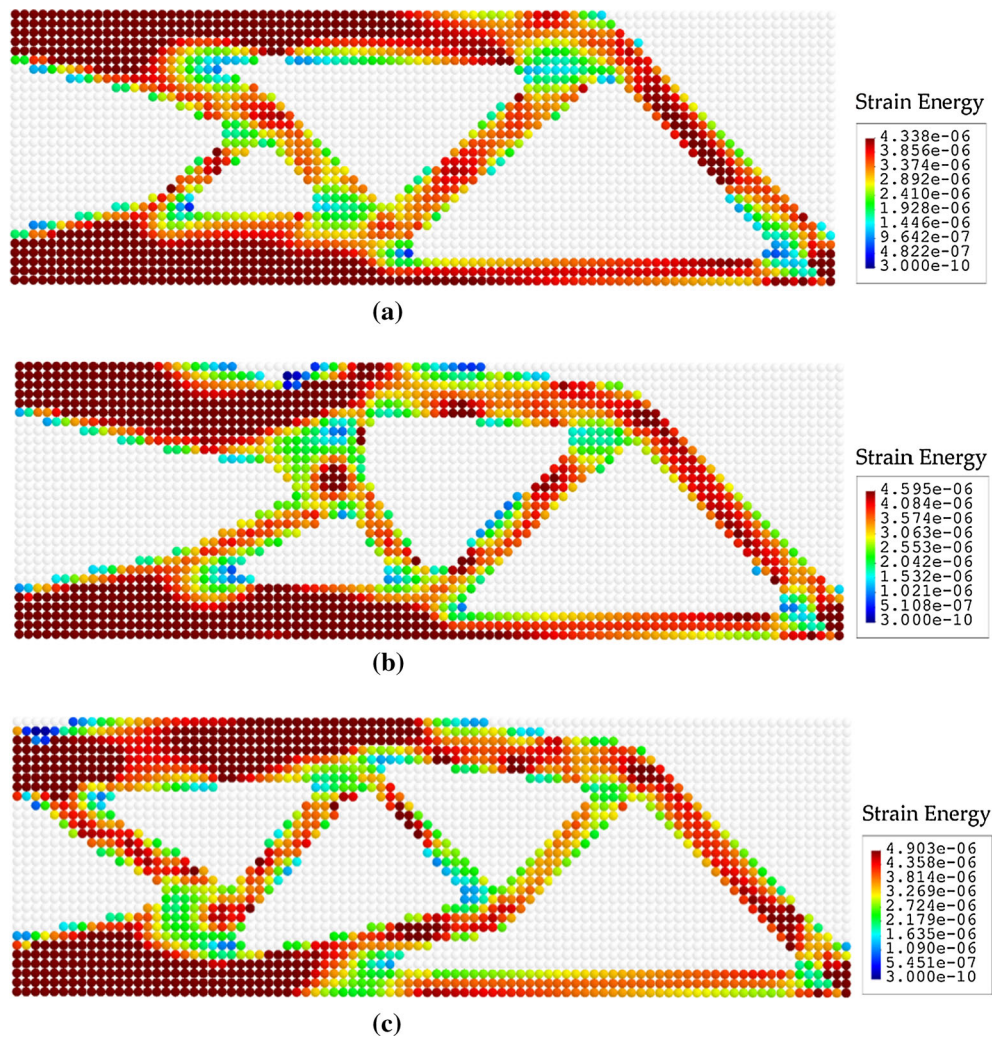 Strain Energy
4.338e-06
3.856e-06
3.374e-06
2.892e-06
2.410e-06
1.928e-06
1.446e-06
9.642e-07
4.822e-07
3.000e-10
(a)
Strain Energy
4.595e-06
4.084e-06
3.574e-06
3.063e-06
2.553e-06
2.042e-06
1.532e-06
1.021e-06
5.108e-07
3.000e-10
(b)
Strain Energy
4.903e-06
4.358e-06
3.814e-06
3.269e-06
2.724e-06
2.179e-06
1.635e-06
1.090e-06
5.451e-07
3.000e-10
(c)